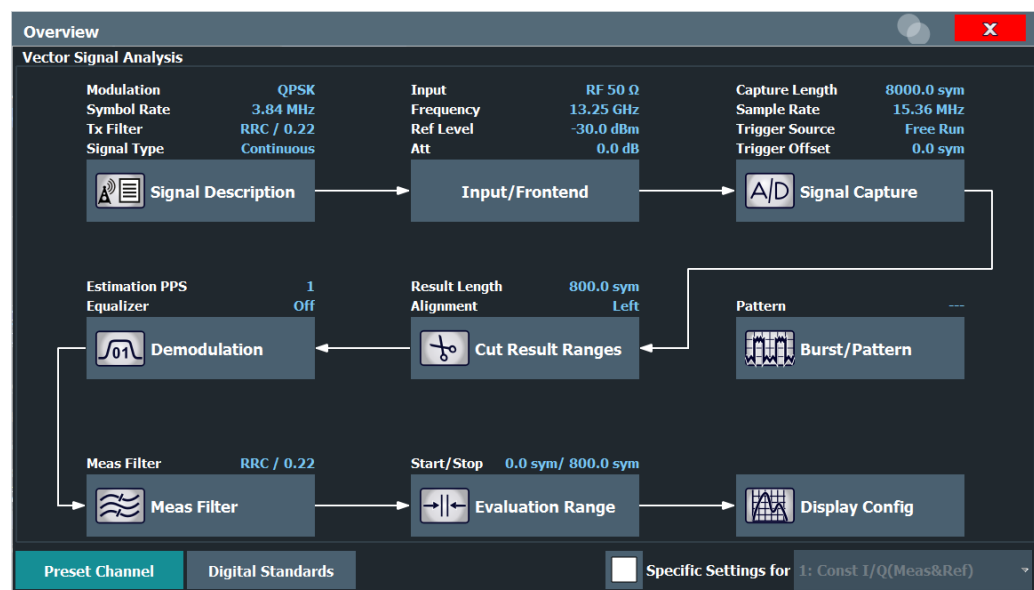 Overview
X
Vector Signal Analysis
Modulation QPSK
Symbol Rate 3.84 MHz
Tx Filter RRC / 0.22
Signal Type Continuous
Signal Description
Input RF 50 Ω
Frequency 13.25 GHz
Ref Level -30.0 dBm
Att 0.0 dB
Input/Frontend
Capture Length 8000.0 sym
Sample Rate 15.36 MHz
Trigger Source Free Run
Trigger Offset 0.0 sym
A/D Signal Capture
Estimation PPS 1
Equalizer Off
01 Demodulation
Result Length 800.0 sym
Alignment Left
Cut Result Ranges
Pattern ---
Burst/Pattern
Meas Filter RRC / 0.22
Meas Filter
Start/Stop 0.0 sym/ 800.0 sym
Evaluation Range
Display Config
Preset Channel
Digital Standards
Specific Settings for 1: Const I/Q(Meas&Ref)